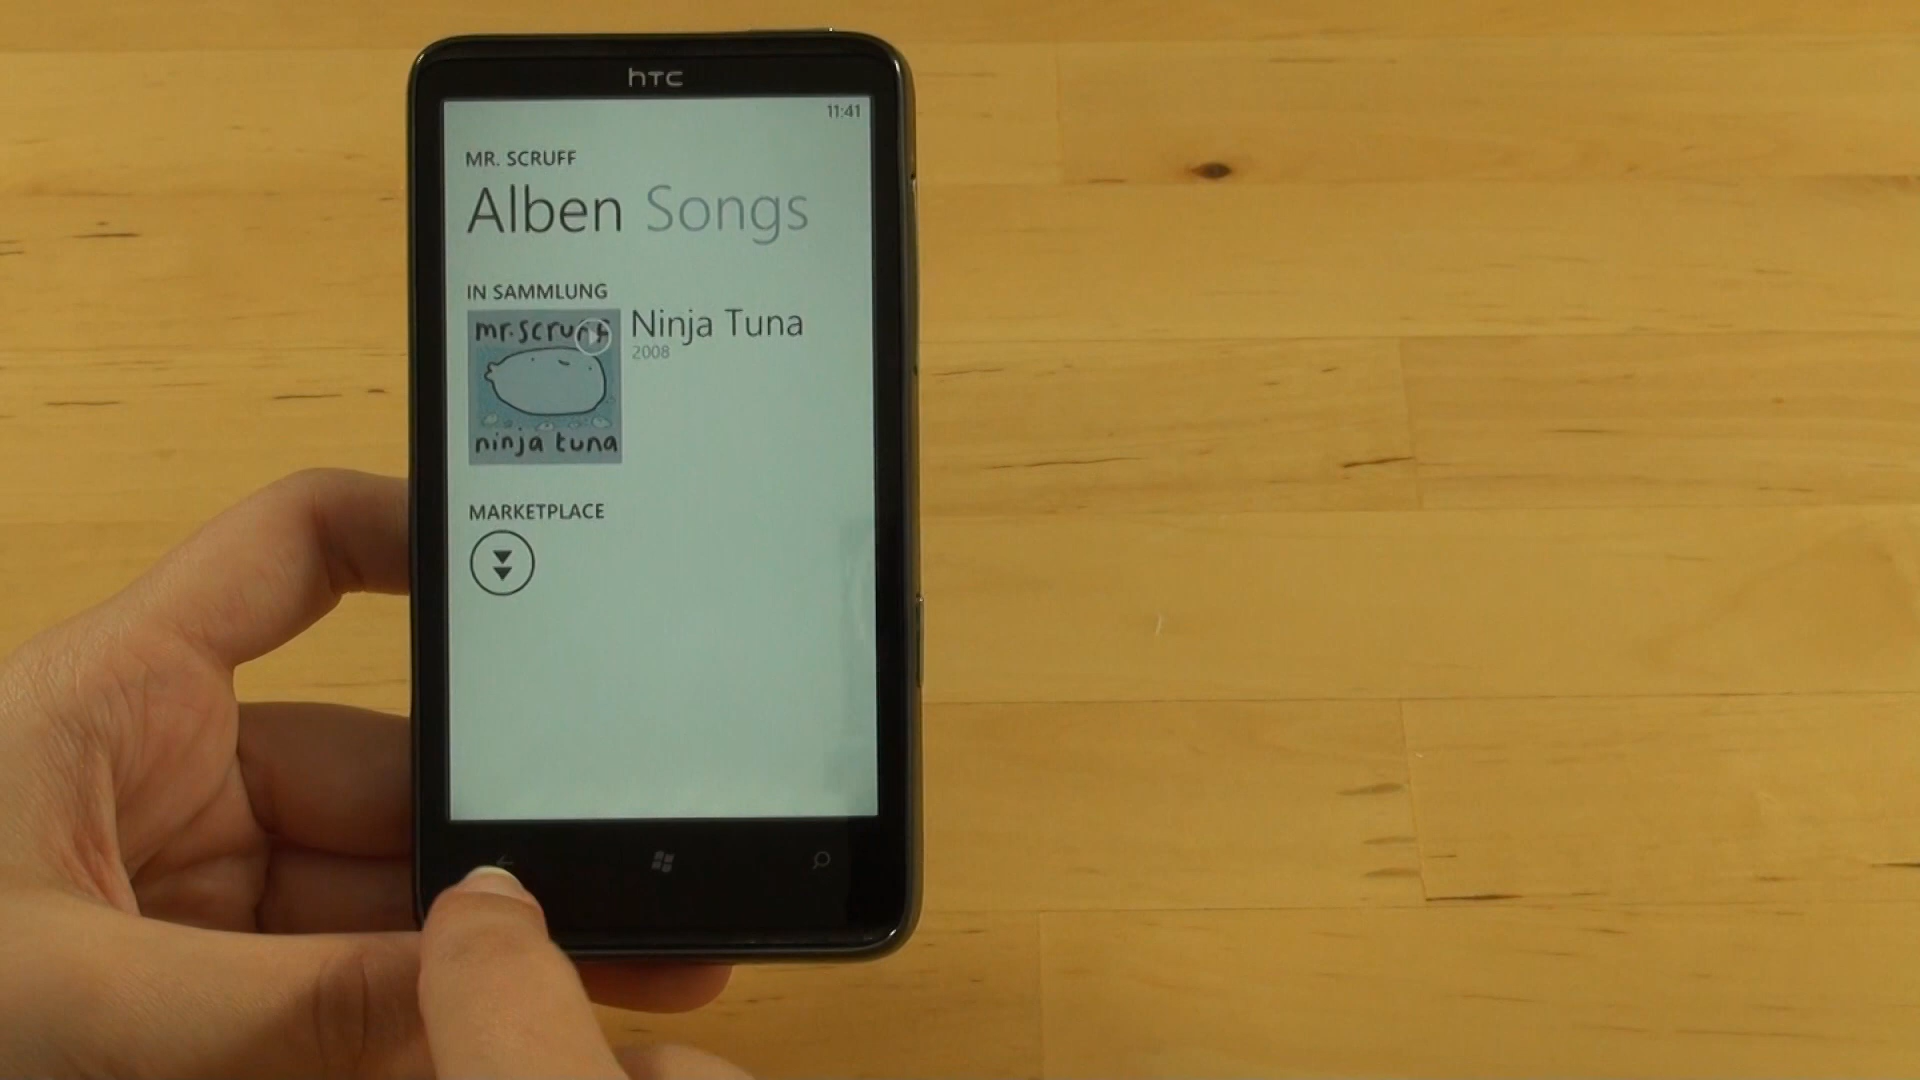 htc
11:41
MR. SCRUFF
Alben Songs
IN SAMMLUNG
mr. scruff
Ninja Tuna
2008
ninja tuna
MARKETPLACE